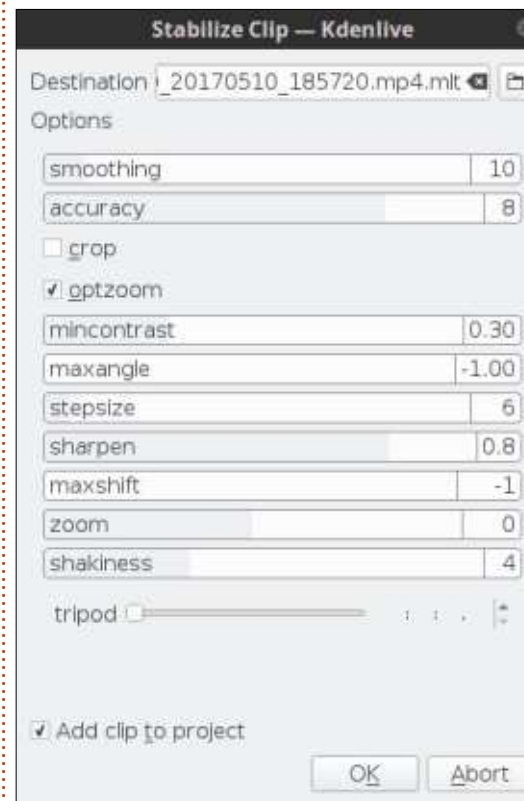 Stabilize Clip — Kdenlive
Destination _20170510_185720.mp4.mlt
Options
smoothing 10
accuracy 8
crop
optzoom
mincontrast 0.30
maxangle -1.00
stepsize 6
sharpen 0.8
maxshift -1
zoom 0
shakiness 4
tripod : : .
Add clip to project
OK Abort